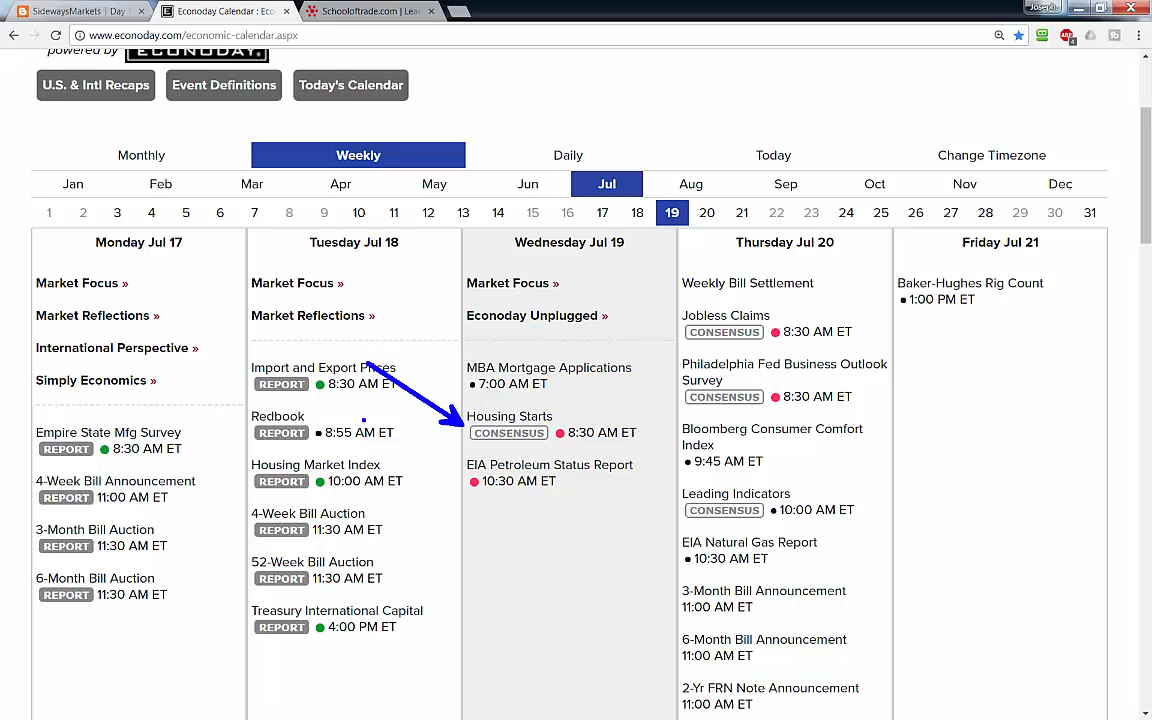 SidewaysMarkets | Day T
Econoday Calendar : Eco
Schooloftrade.com | Lea
Joseph
www.econoday.com/economic-calendar.aspx
powered by ECONODAY
U.S. & Intl Recaps
Event Definitions
Today's Calendar
Monthly Weekly Daily Today Change Timezone
Jan Feb Mar Apr May Jun Jul Aug Sep Oct Nov Dec
1 2 3 4 5 6 7 8 9 10 11 12 13 14 15 16 17 18 19 20 21 22 23 24 25 26 27 28 29 30 31
Monday Jul 17
Market Focus »
Market Reflections »
International Perspective »
Simply Economics »
Empire State Mfg Survey
REPORT 8:30 AM ET
4-Week Bill Announcement
REPORT 11:00 AM ET
3-Month Bill Auction
REPORT 11:30 AM ET
6-Month Bill Auction
REPORT 11:30 AM ET
Tuesday Jul 18
Market Focus »
Market Reflections »
Import and Export Prices
REPORT 8:30 AM ET
Redbook
REPORT 8:55 AM ET
Housing Market Index
REPORT 10:00 AM ET
4-Week Bill Auction
REPORT 11:30 AM ET
52-Week Bill Auction
REPORT 11:30 AM ET
Treasury International Capital
REPORT 4:00 PM ET
Wednesday Jul 19
Market Focus »
Econoday Unplugged »
MBA Mortgage Applications
7:00 AM ET
Housing Starts
CONSENSUS 8:30 AM ET
EIA Petroleum Status Report
10:30 AM ET
Thursday Jul 20
Weekly Bill Settlement
Jobless Claims
CONSENSUS 8:30 AM ET
Philadelphia Fed Business Outlook
Survey
CONSENSUS 8:30 AM ET
Bloomberg Consumer Comfort
Index
9:45 AM ET
Leading Indicators
CONSENSUS 10:00 AM ET
EIA Natural Gas Report
10:30 AM ET
3-Month Bill Announcement
11:00 AM ET
6-Month Bill Announcement
11:00 AM ET
2-Yr FRN Note Announcement
11:00 AM ET
Friday Jul 21
Baker-Hughes Rig Count
1:00 PM ET